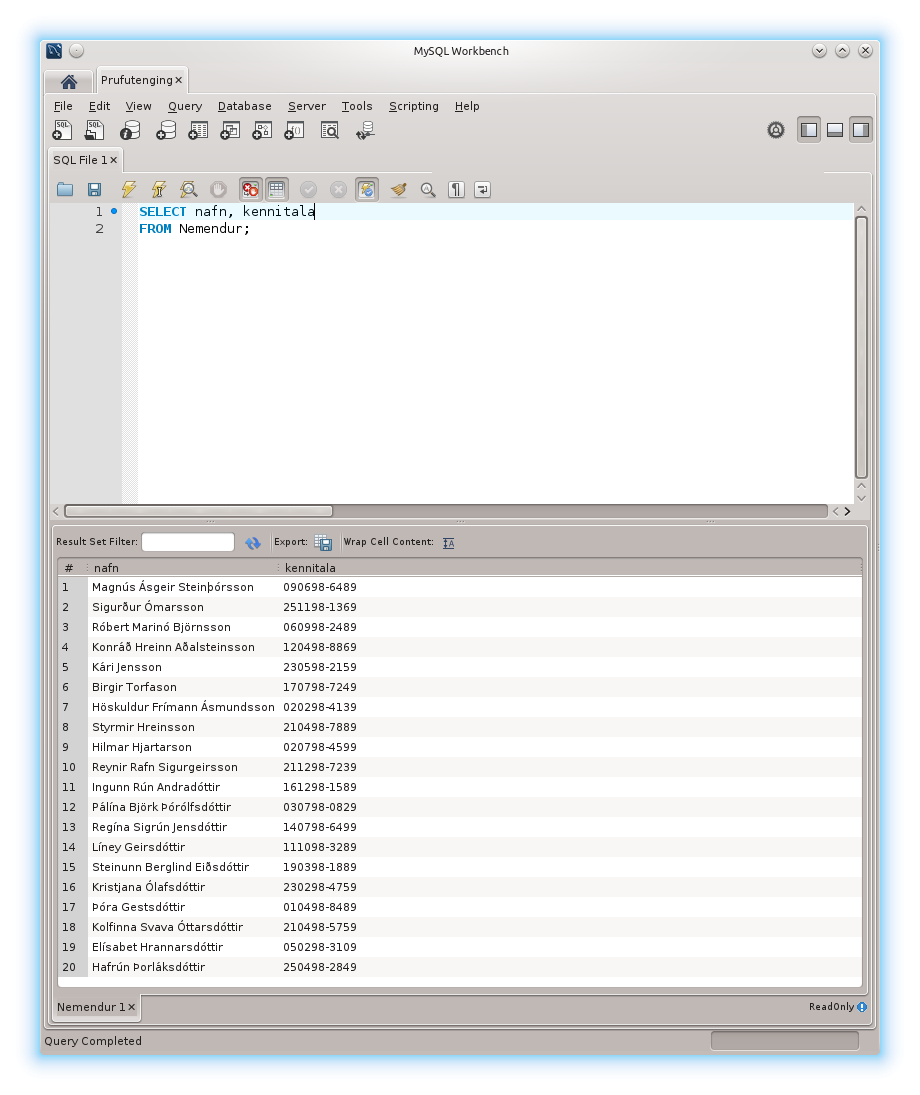 MySQL Workbench
Prufutenging
File Edit View Query Database Server Tools Scripting Help
SQL SQL
SQL File 1
1 SELECT nafn, kennitala
2 FROM Nemendur;
Result Set Filter: Export: Wrap Cell Content:
# nafn kennitala
1 Magnús Ásgeir Steinþórsson 090698-6489
2 Sigurður Ómarsson 251198-1369
3 Róbert Marinó Björnsson 060998-2489
4 Konráð Hreinn Aðalsteinsson 120498-8869
5 Kári Jensson 230598-2159
6 Birgir Torfason 170798-7249
7 Höskuldur Frímann Ásmundsson 020298-4139
8 Styrmir Hreinsson 210498-7889
9 Hilmar Hjartarson 020798-4599
10 Reynir Rafn Sigurgeirsson 211298-7239
11 Ingunn Rún Andradóttir 161298-1589
12 Pálína Björk Þórólfsdóttir 030798-0829
13 Regína Sigrún Jensdóttir 140798-6499
14 Líney Geirsdóttir 111098-3289
15 Steinunn Berglind Eiðsdóttir 190398-1889
16 Kristjana Ólafsdóttir 230298-4759
17 Þóra Gestsdóttir 010498-8489
18 Kolfinna Svava Óttarsdóttir 210498-5759
19 Elísabet Hrannarsdóttir 050298-3109
20 Hafrún Þorláksdóttir 250498-2849
Nemendur 1 ReadOnly
Query Completed